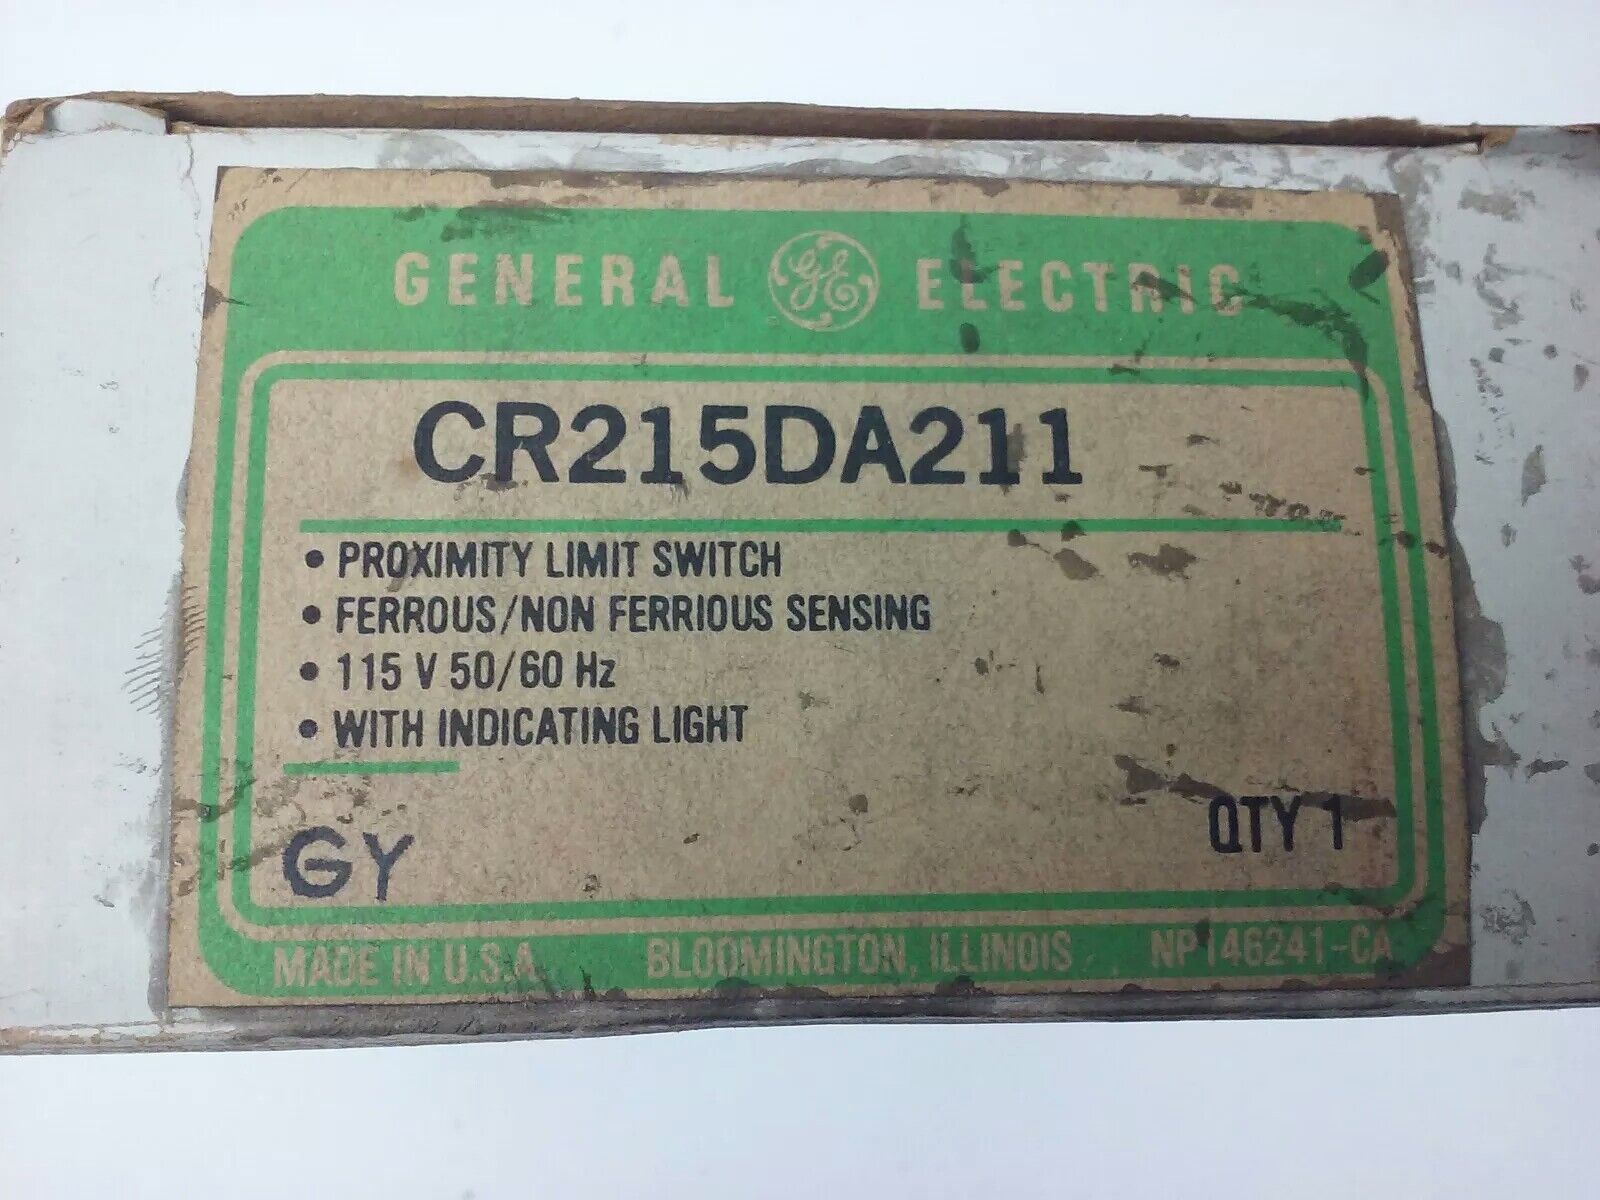 GENERAL GE ELECTRIC
CR215DA211
• PROXIMITY LIMIT SWITCH
• FERROUS/NON FERRIOUS SENSING
• 115 V 50/60 Hz
• WITH INDICATING LIGHT
GY
QTY 1
MADE IN U.S.A. BLOOMINGTON, ILLINOIS NP146241-CA